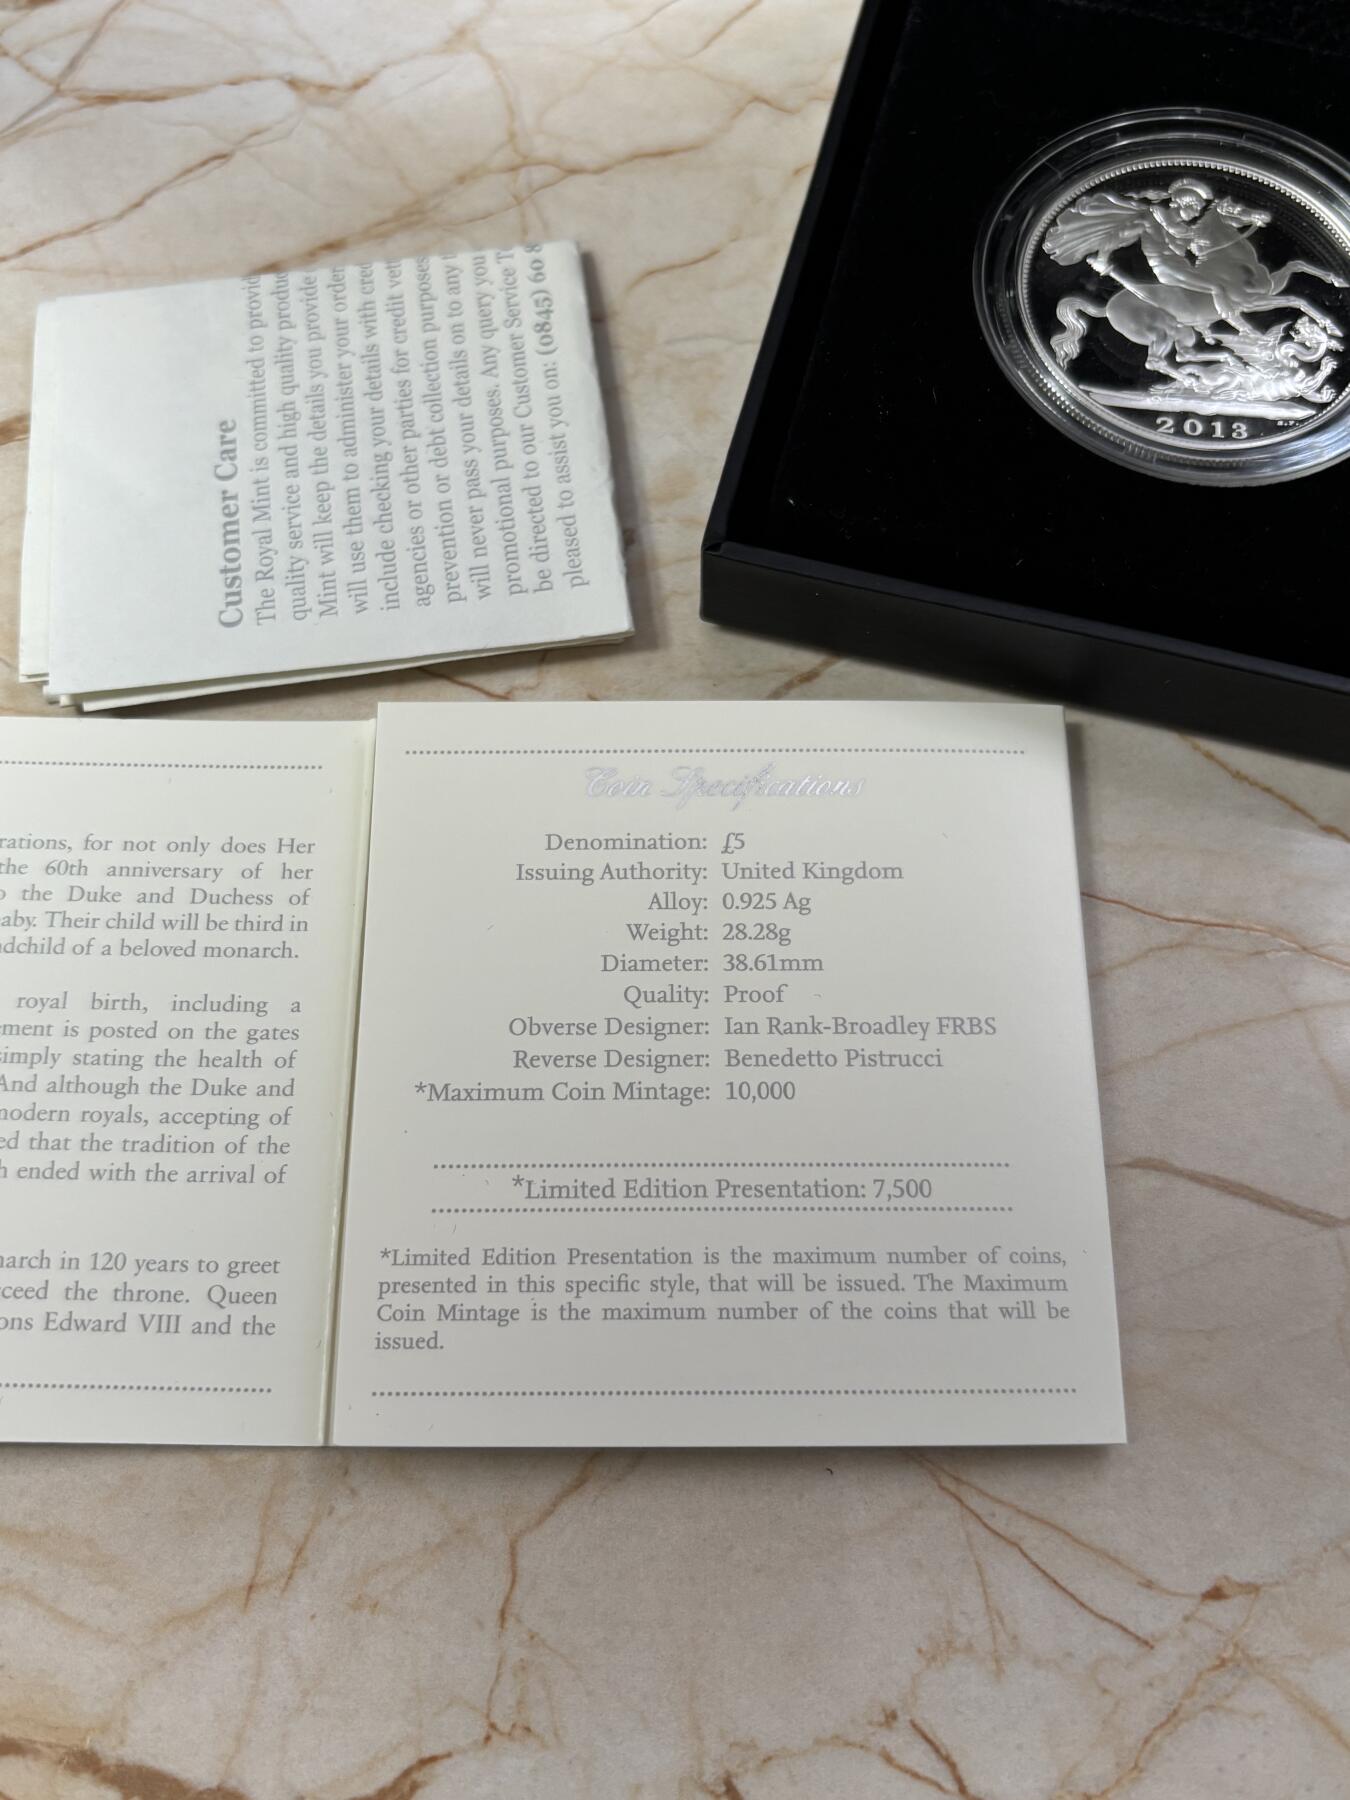 Customer Care
The Royal Mint is committed to provid
quality service and high quality produc
Mint will keep the details you provide
will use them to administer your order
include checking your details with cred
agencies or other parties for credit vet
prevention or debt collection purposes
will never pass your details on to any t
promotional purposes. Any query you
be directed to our Customer Service T
pleased to assist you on: (0845) 60 8
2013
rations, for not only does Her
the 60th anniversary of her
o the Duke and Duchess of
aby. Their child will be third in
ndchild of a beloved monarch.
royal birth, including a
ment is posted on the gates
simply stating the health of
And although the Duke and
modern royals, accepting of
ed that the tradition of the
h ended with the arrival of
narch in 120 years to greet
ceed the throne. Queen
ons Edward VIII and the
Coin Specifications
Denomination: £5
Issuing Authority: United Kingdom
Alloy: 0.925 Ag
Weight: 28.28g
Diameter: 38.61mm
Quality: Proof
Obverse Designer: Ian Rank-Broadley FRBS
Reverse Designer: Benedetto Pistrucci
*Maximum Coin Mintage: 10,000
*Limited Edition Presentation: 7,500
*Limited Edition Presentation is the maximum number of coins,
presented in this specific style, that will be issued. The Maximum
Coin Mintage is the maximum number of the coins that will be
issued.